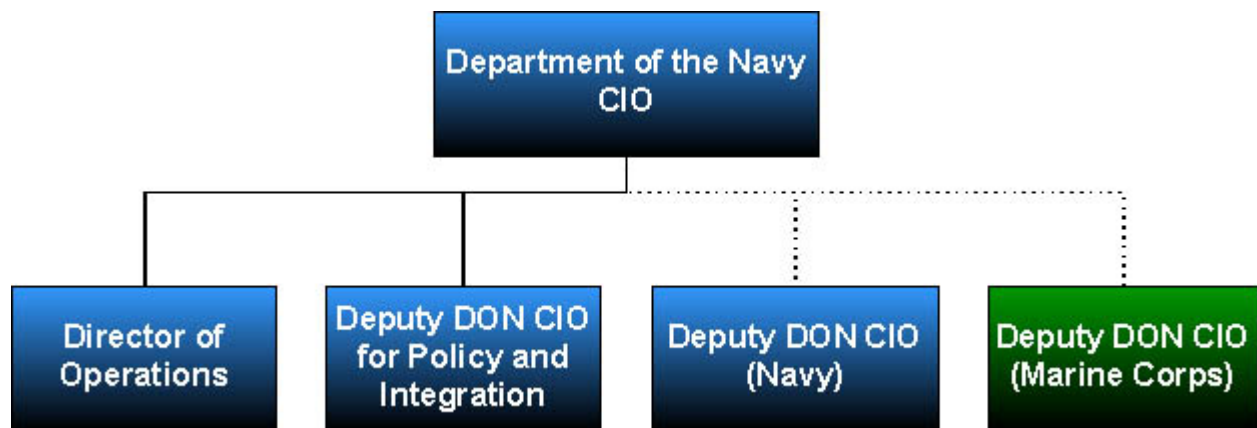 Department of the Navy
CIO
Director of
Operations
Deputy DON CIO
for Policy and
Integration
Deputy DON CIO
(Navy)
Deputy DON CIO
(Marine Corps)